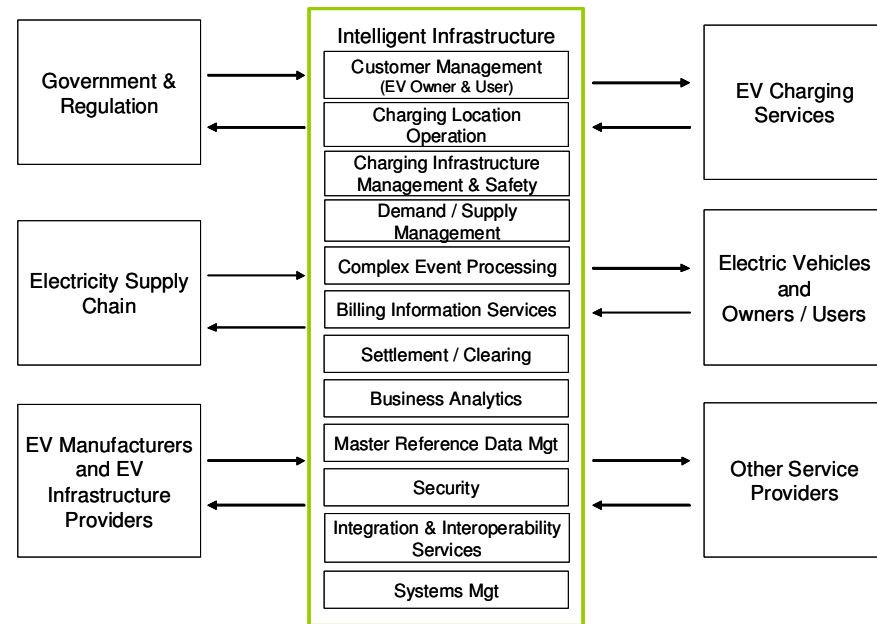 Government &
Regulation
Electricity Supply
Chain
EV Manufacturers
and EV
Infrastructure
Providers
Intelligent Infrastructure
Customer Management
(EV Owner & User)
Charging Location
Operation
Charging Infrastructure
Management & Safety
Demand / Supply
Management
Complex Event Processing
Billing Information Services
Settlement / Clearing
Business Analytics
Master Reference Data Mgt
Security
Integration & Interoperability
Services
Systems Mgt
EV Charging
Services
Electric Vehicles
and
Owners / Users
Other Service
Providers